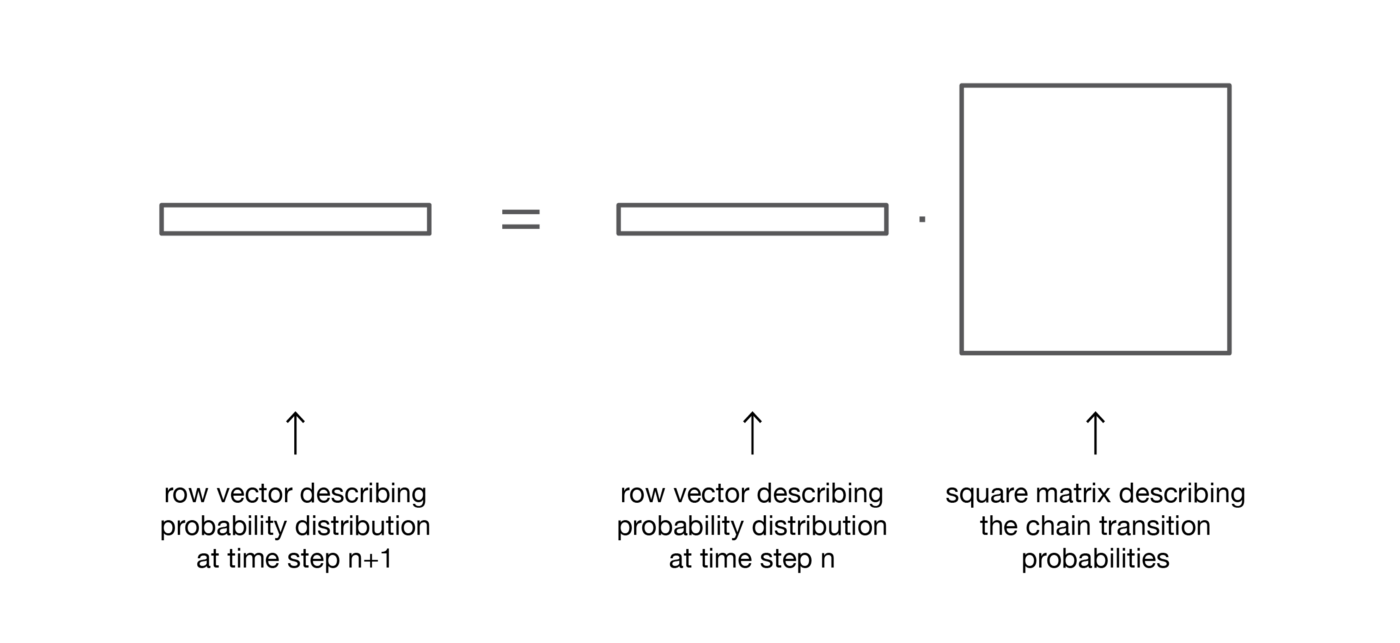 = ·
row vector describing
probability distribution
at time step n+1
row vector describing
probability distribution
at time step n
square matrix describing
the chain transition
probabilities